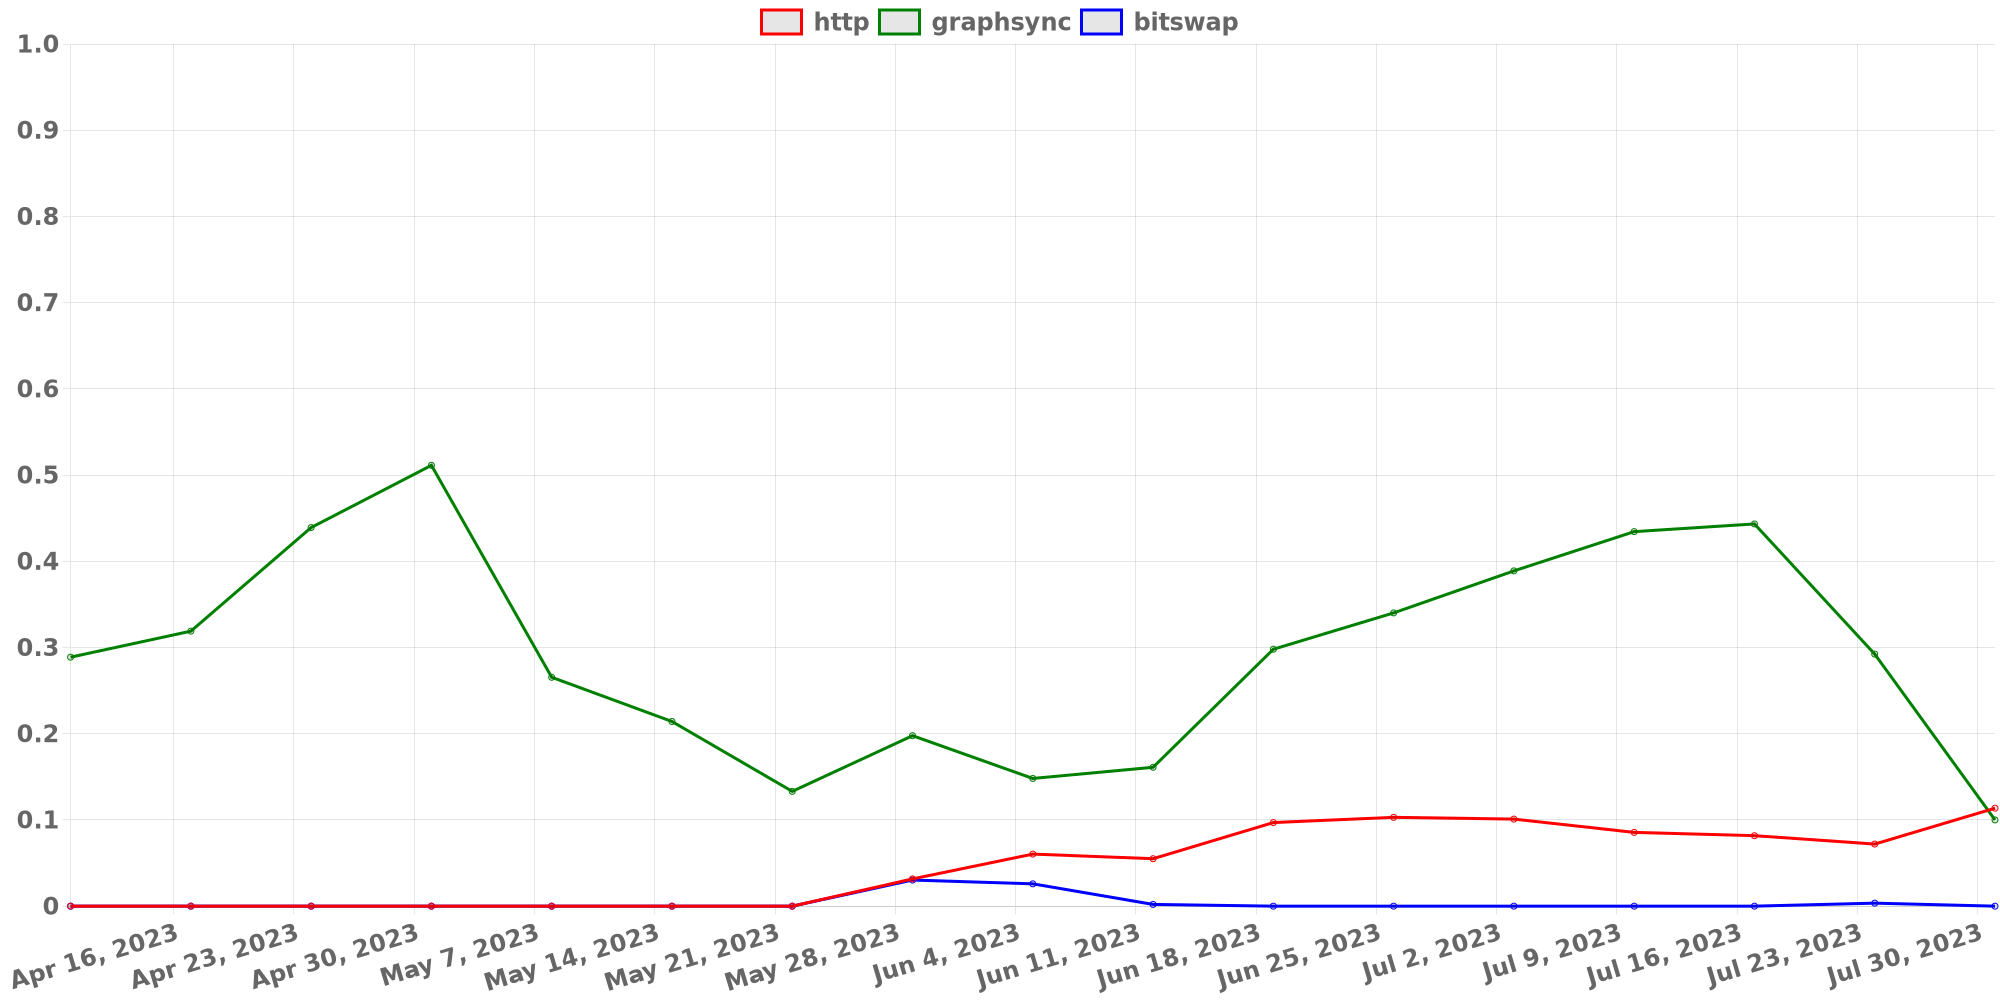 http graphsync bitswap
1.0
0.9
0.8
0.7
0.6
0.5
0.4
0.3
0.2
0.1
0
Apr 16, 2023
Apr 23, 2023
Apr 30, 2023
May 7, 2023
May 14, 2023
May 21, 2023
May 28, 2023
Jun 4, 2023
Jun 11, 2023
Jun 18, 2023
Jun 25, 2023
Jul 2, 2023
Jul 9, 2023
Jul 16, 2023
Jul 23, 2023
Jul 30, 2023